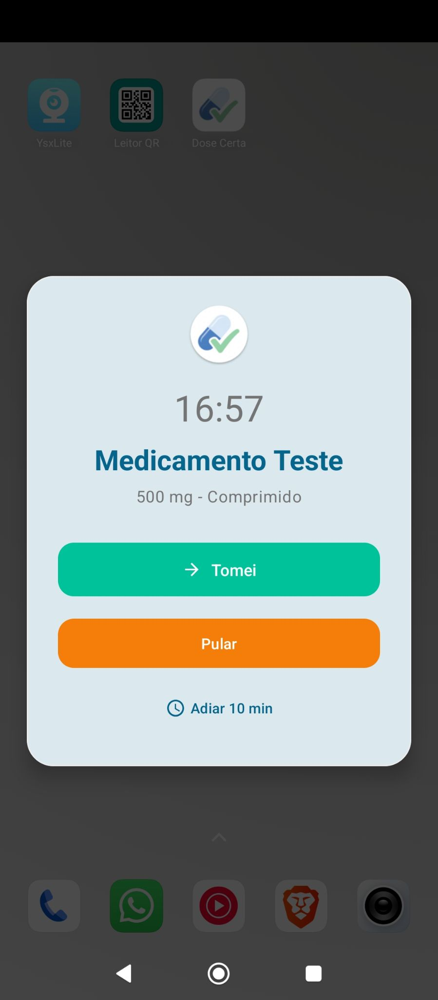 YsxLite
Leitor QR
Dose Certa
16:57
Medicamento Teste
500 mg - Comprimido
Tomei
Pular
Adiar 10 min